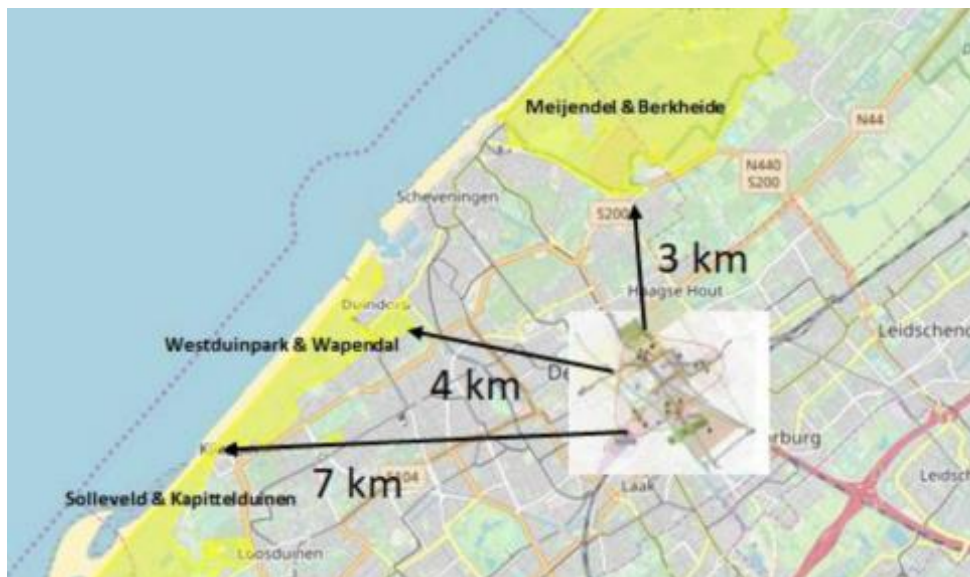 Meijendel & Berkheide
N44
N440
S200
Scheveningen
S200
3 km
Haagse Hout
Duindorp
Leidschend
Westduinpark & Wapendal
De
4 km
rburg
7 km
S104
Solleveld & Kapittelduinen
Laak
Leidsch
Loosduinen